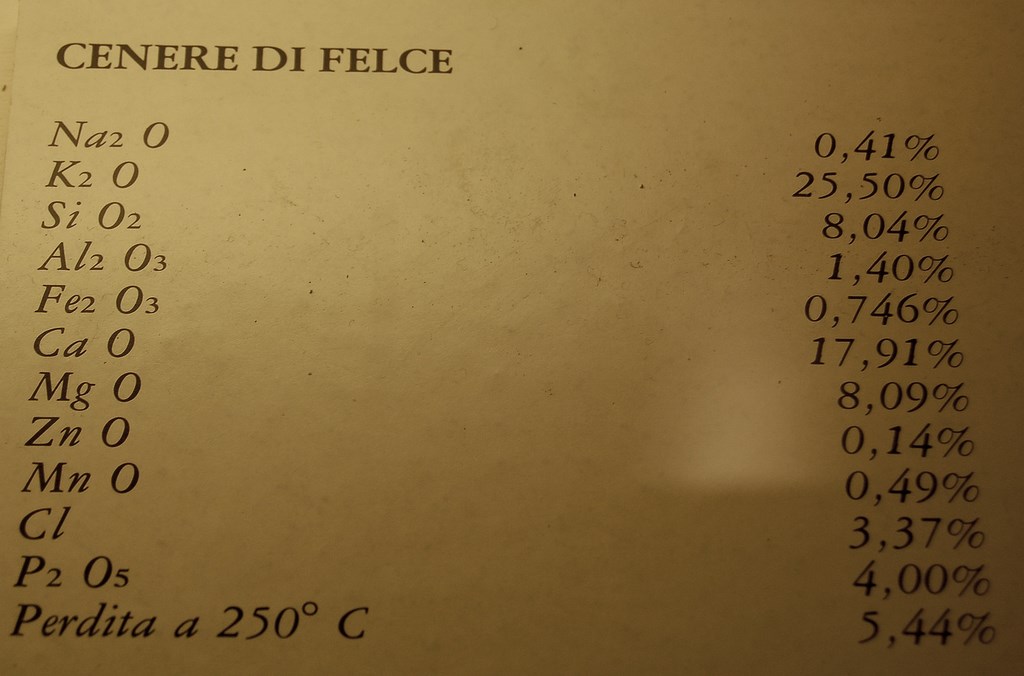 CENERE DI FELCE
Na2 O 0,41%
K2 O 25,50%
Si O2 8,04%
Al2 O3 1,40%
Fe2 O3 0,746%
Ca O 17,91%
Mg O 8,09%
Zn O 0,14%
Mn O 0,49%
Cl 3,37%
P2 O5 4,00%
Perdita a 250° C 5,44%